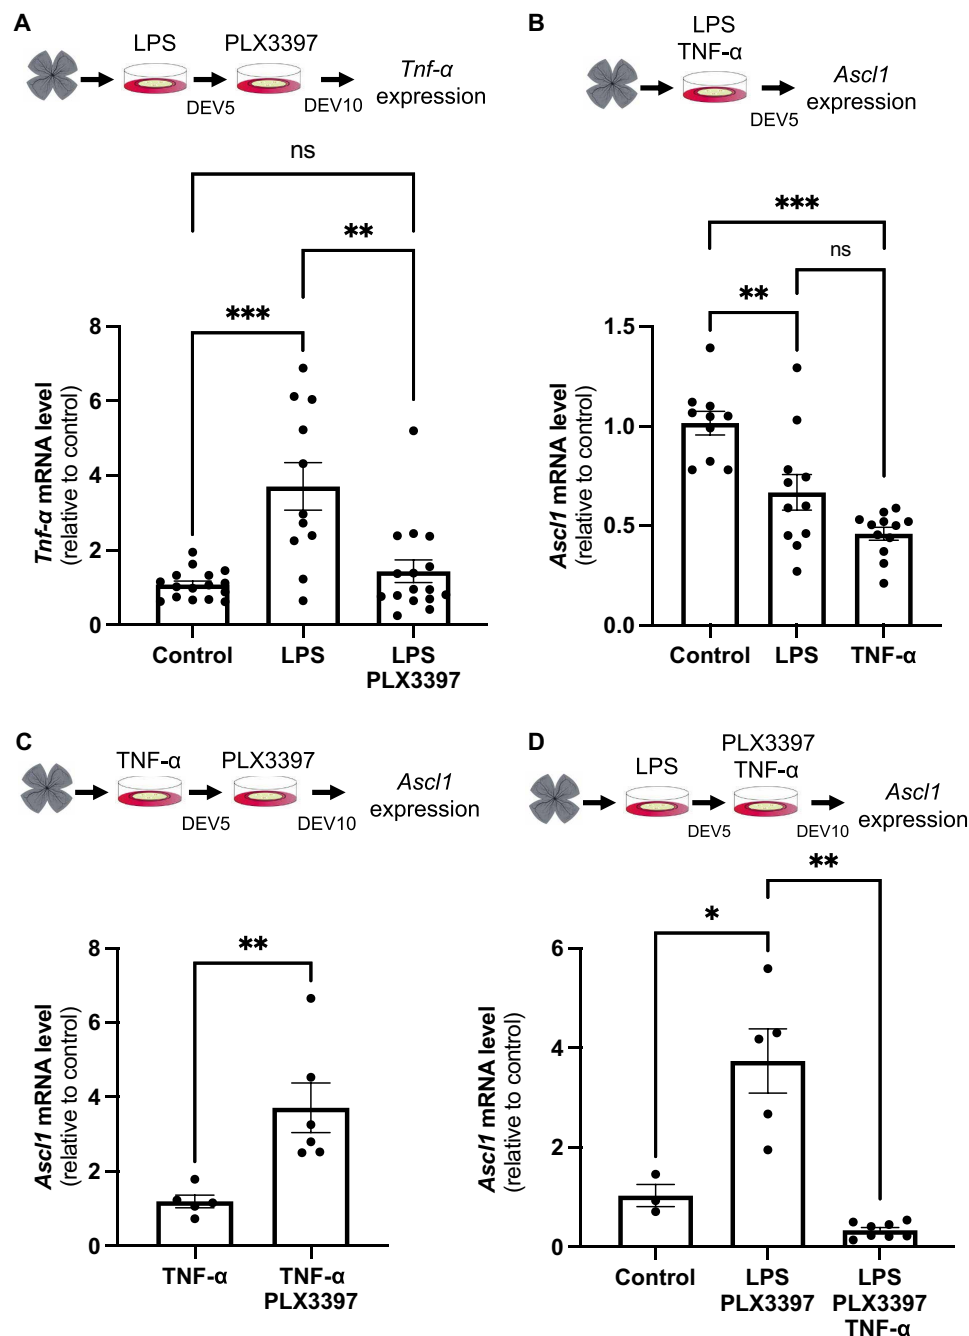 A
LPS
PLX3397
DEV5
DEV10
Tnf-α
expression
ns
**
***
8
6
4
2
0
Tnf-α mRNA level
(relative to control)
Control
LPS
LPS
PLX3397
B
LPS
TNF-α
DEV5
Ascl1
expression
***
ns
**
1.5
1.0
0.5
0.0
Ascl1 mRNA level
(relative to control)
Control
LPS
TNF-α
C
TNF-α
PLX3397
DEV5
DEV10
Ascl1
expression
**
8
6
4
2
0
Ascl1 mRNA level
(relative to control)
TNF-α
TNF-α
PLX3397
D
LPS
PLX3397
TNF-α
DEV5
DEV10
Ascl1
expression
**
*
6
4
2
0
Ascl1 mRNA level
(relative to control)
Control
LPS
PLX3397
LPS
PLX3397
TNF-α